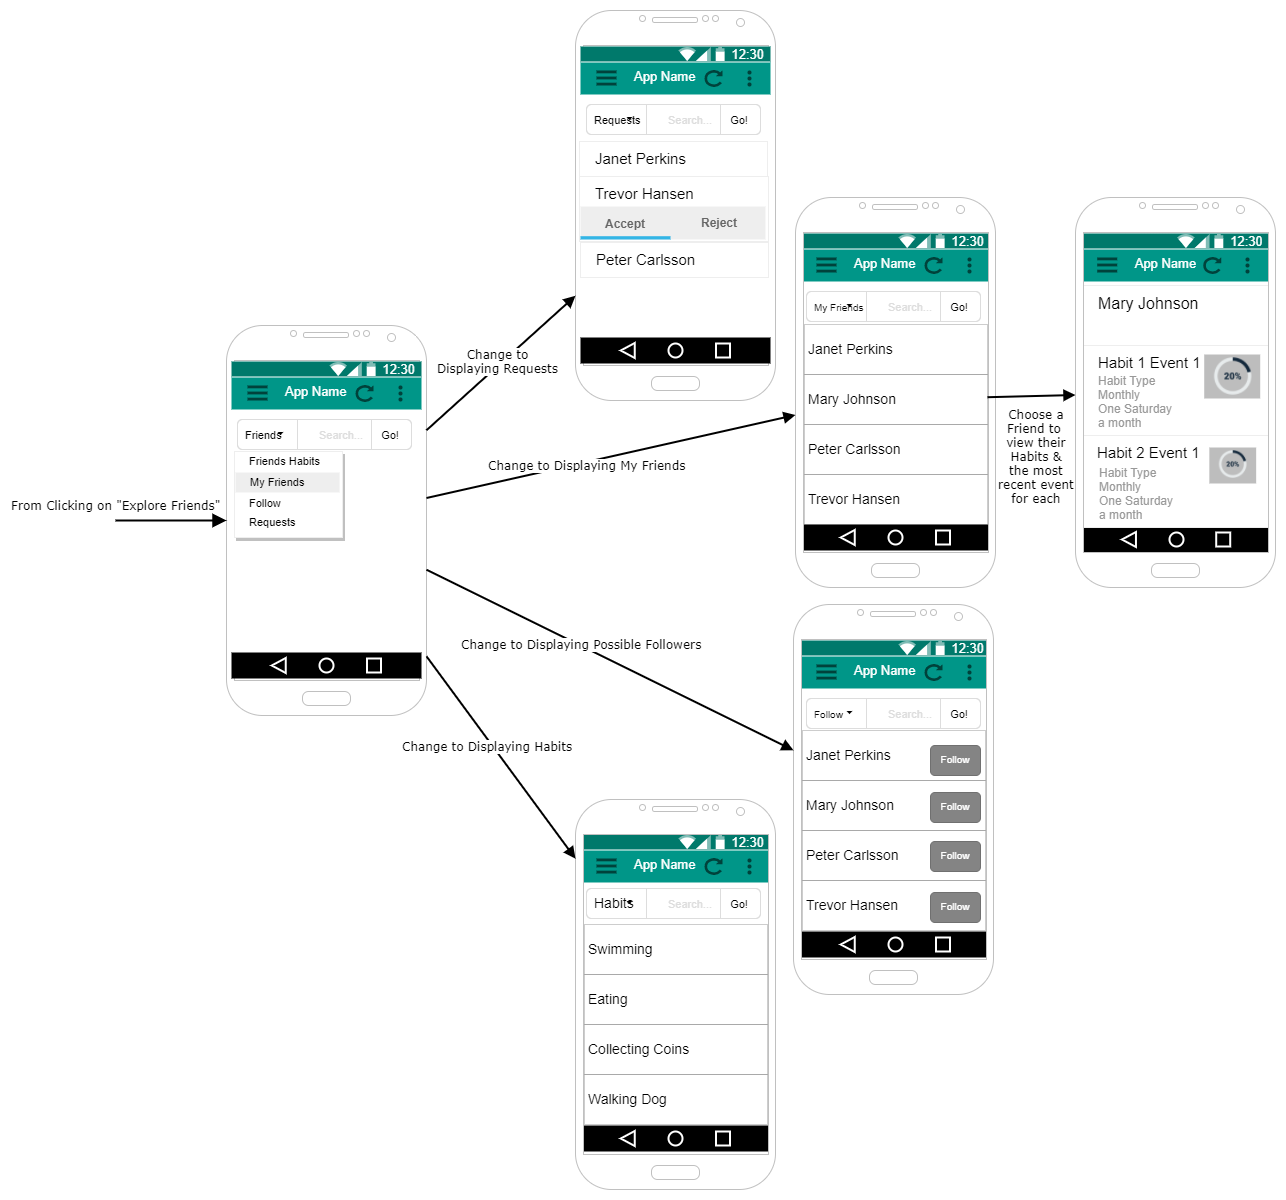 12:30
App Name
Requests
Search...
Go!
Janet Perkins
Trevor Hansen
Accept
Reject
Peter Carlsson
Change to
Displaying Requests
From Clicking on "Explore Friends"
12:30
App Name
Friends
Search...
Go!
Friends Habits
My Friends
Follow
Requests
Change to Displaying My Friends
12:30
App Name
My Friends
Search...
Go!
Janet Perkins
Mary Johnson
Peter Carlsson
Trevor Hansen
Choose a
Friend to
view their
Habits &
the most
recent event
for each
12:30
App Name
Mary Johnson
Habit 1 Event 1
Habit Type
Monthly
One Saturday
a month
20%
Habit 2 Event 1
Habit Type
Monthly
One Saturday
a month
20%
Change to Displaying Possible Followers
12:30
App Name
Follow
Search...
Go!
Janet Perkins
Follow
Mary Johnson
Follow
Peter Carlsson
Follow
Trevor Hansen
Follow
Change to Displaying Habits
12:30
App Name
Habits
Search...
Go!
Swimming
Eating
Collecting Coins
Walking Dog